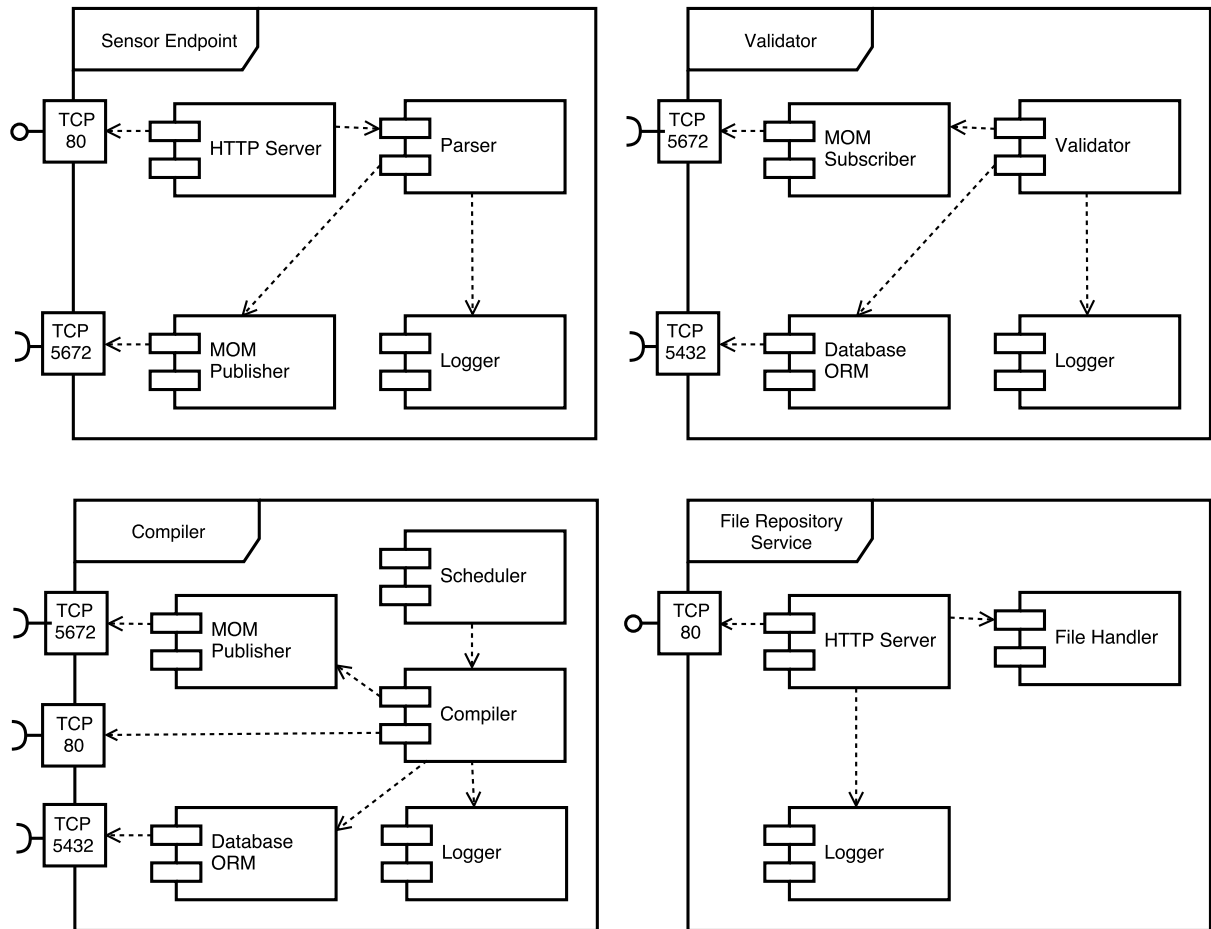 Sensor Endpoint
TCP
80
HTTP Server
Parser
TCP
5672
MOM
Publisher
Logger
Validator
TCP
5672
MOM
Subscriber
Validator
TCP
5432
Database
ORM
Logger
Compiler
Scheduler
TCP
5672
MOM
Publisher
Compiler
TCP
80
TCP
5432
Database
ORM
Logger
File Repository
Service
TCP
80
HTTP Server
File Handler
Logger